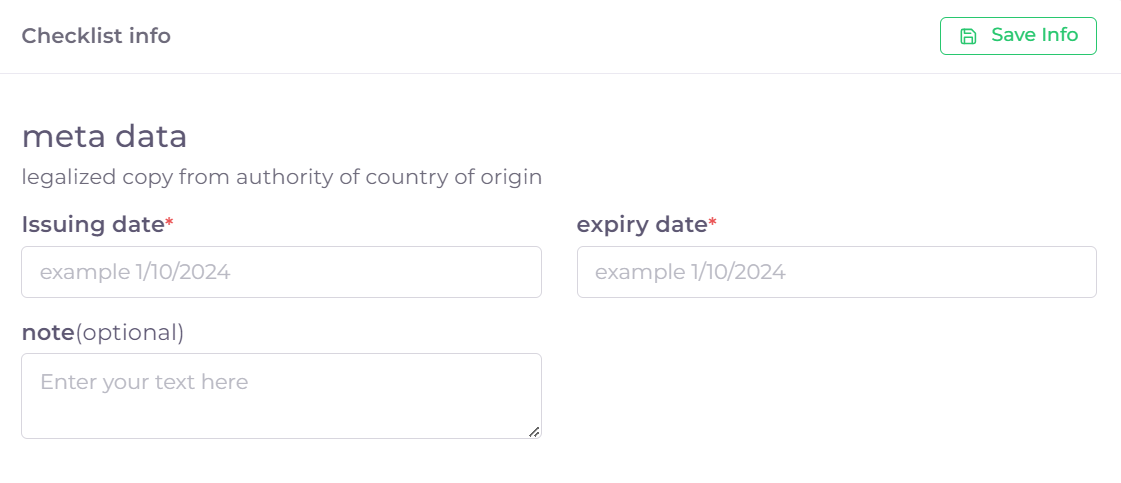 Checklist info
Save Info
meta data
legalized copy from authority of country of origin
Issuing date*
expiry date*
example 1/10/2024
example 1/10/2024
note(optional)
Enter your text here